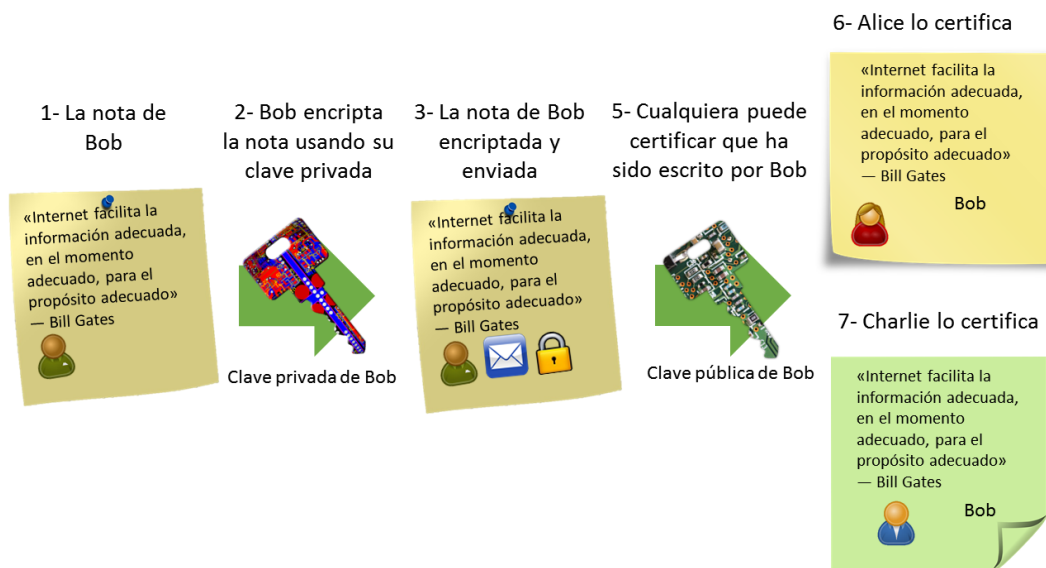 1- La nota de
Bob
«Internet facilita la
información adecuada,
en el momento
adecuado, para el
propósito adecuado»
— Bill Gates
2- Bob encripta
la nota usando su
clave privada
Clave privada de Bob
3- La nota de Bob
encriptada y
enviada
«Internet facilita la
información adecuada,
en el momento
adecuado, para el
propósito adecuado»
— Bill Gates
5- Cualquiera puede
certificar que ha
sido escrito por Bob
Clave pública de Bob
6- Alice lo certifica
«Internet facilita la
información adecuada,
en el momento
adecuado, para el
propósito adecuado»
— Bill Gates
Bob
7- Charlie lo certifica
«Internet facilita la
información adecuada,
en el momento
adecuado, para el
propósito adecuado»
— Bill Gates
Bob